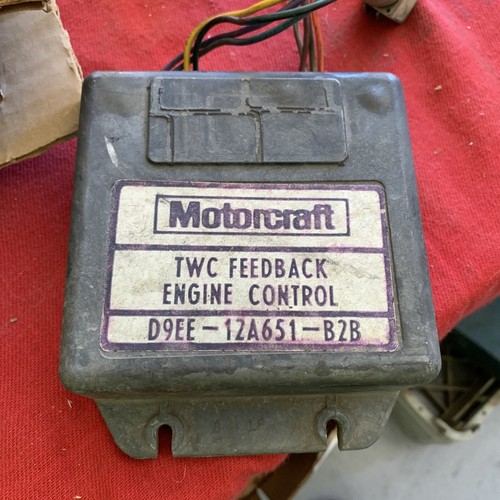 Motorcraft
TWC FEEDBACK
ENGINE CONTROL
D9EE-12A651-B2B